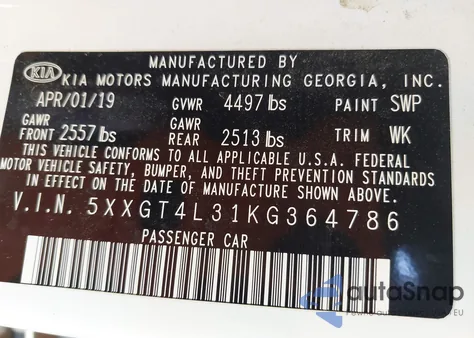 MANUFACTURED BY
KIA KIA MOTORS MANUFACTURING GEORGIA, INC.
APR/01/19 GVWR 4497 lbs PAINT SWP
GAWR GAWR
FRONT 2557 lbs REAR 2513 lbs TRIM WK
THIS VEHICLE CONFORMS TO ALL APPLICABLE U.S.A. FEDERAL
MOTOR VEHICLE SAFETY, BUMPER, AND THEFT PREVENTION STANDARDS
IN EFFECT ON THE DATE OF MANUFACTURE SHOWN ABOVE.
V.I.N. 5XXGT4L31KG364786
PASSENGER CAR
autoSnap